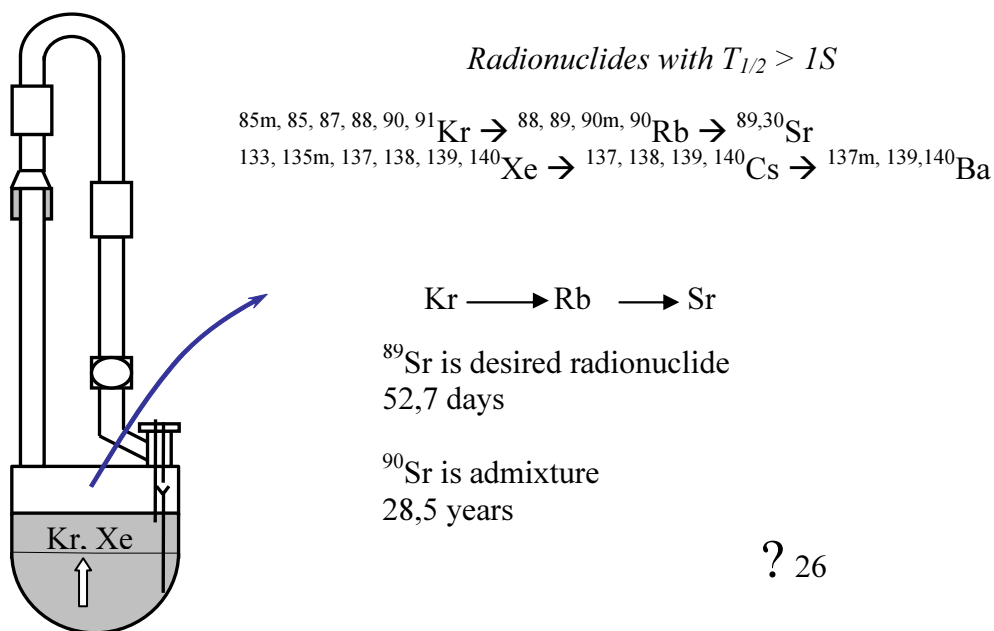 Radionuclides with T1/2 > 1S
85m, 85, 87, 88, 90, 91Kr → 88, 89, 90m, 90Rb → 89,30Sr
133, 135m, 137, 138, 139, 140Xe → 137, 138, 139, 140Cs → 137m, 139,140Ba
Kr → Rb → Sr
89Sr is desired radionuclide
52,7 days
90Sr is admixture
28,5 years
Kr, Xe
? 26